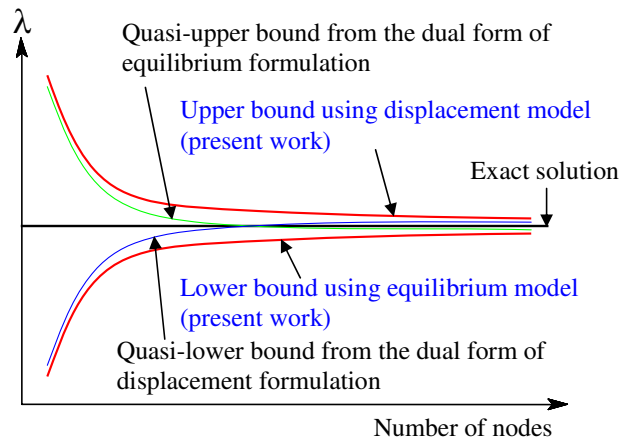 λ
Quasi-upper bound from the dual form of
equilibrium formulation
Upper bound using displacement model
(present work)
Exact solution
Lower bound using equilibrium model
(present work)
Quasi-lower bound from the dual form of
displacement formulation
Number of nodes